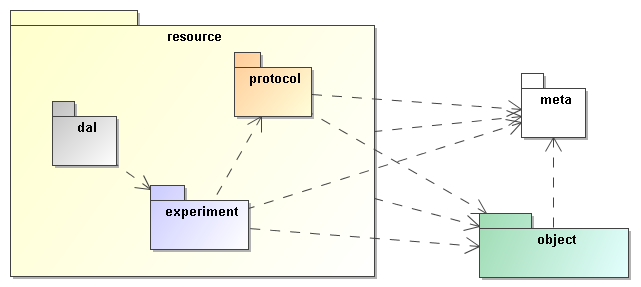 resource
protocol
meta
dal
experiment
object